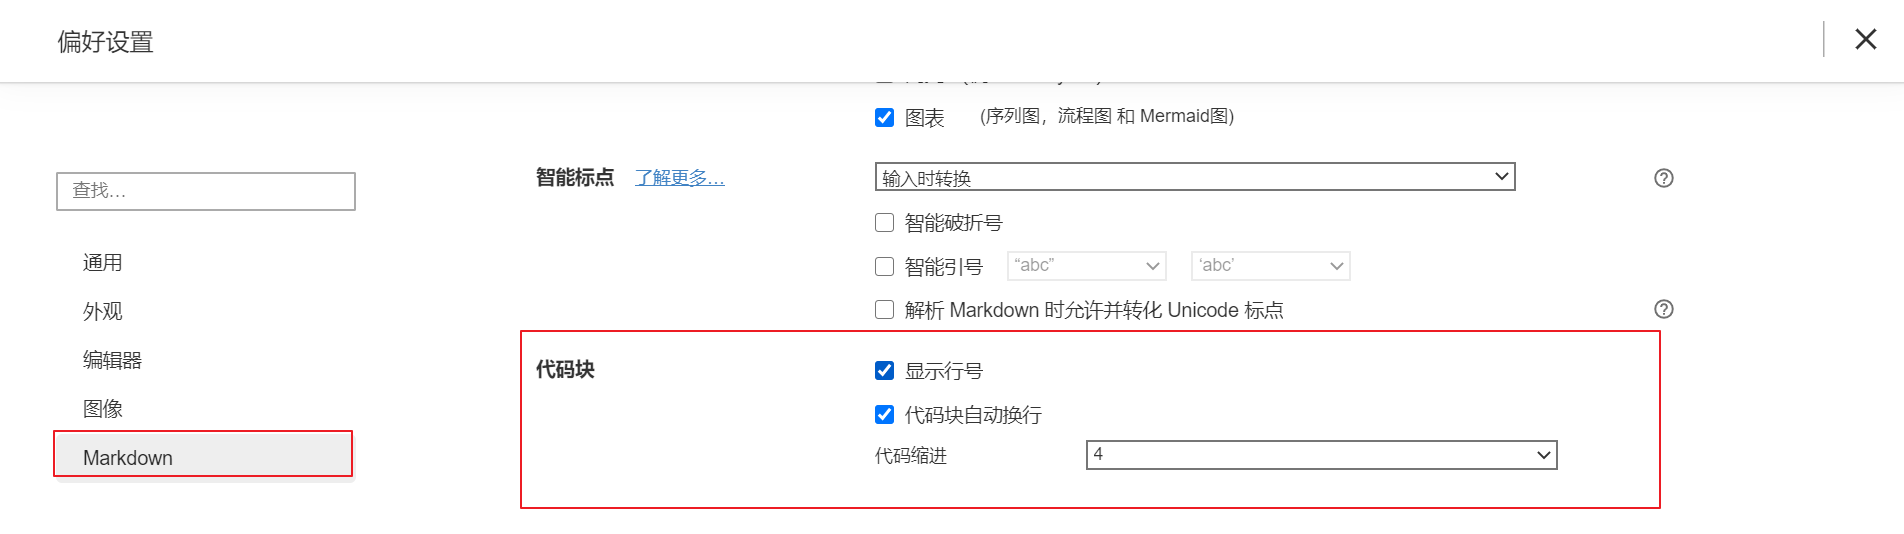 偏好设置
图表 (序列图，流程图 和 Mermaid图)
查找...
智能标点 了解更多... 输入时转换
智能破折号
通用
智能引号 “abc” ‘abc’
外观
解析 Markdown 时允许并转化 Unicode 标点
编辑器
代码块 显示行号
图像
代码块自动换行
Markdown
代码缩进 4